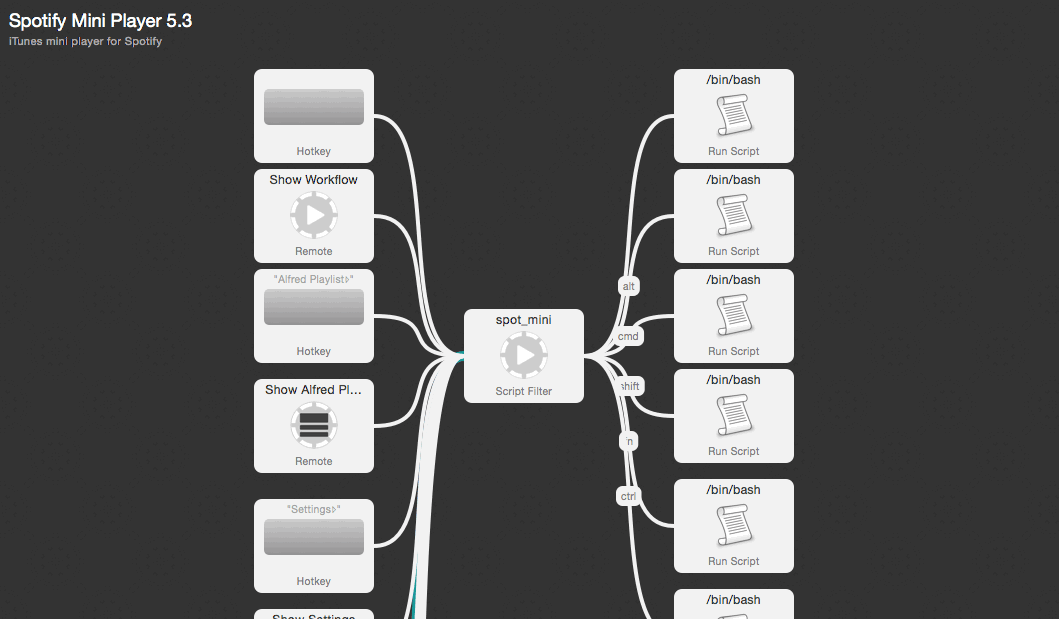 Spotify Mini Player 5.3
iTunes mini player for Spotify
Hotkey
Show Workflow
Remote
"Alfred Playlist▹"
Hotkey
Show Alfred Pl...
Remote
"Settings▹"
Hotkey
Show Settings
spot_mini
Script Filter
alt
cmd
shift
fn
ctrl
/bin/bash
Run Script
/bin/bash
Run Script
/bin/bash
Run Script
/bin/bash
Run Script
/bin/bash
Run Script
/bin/bash